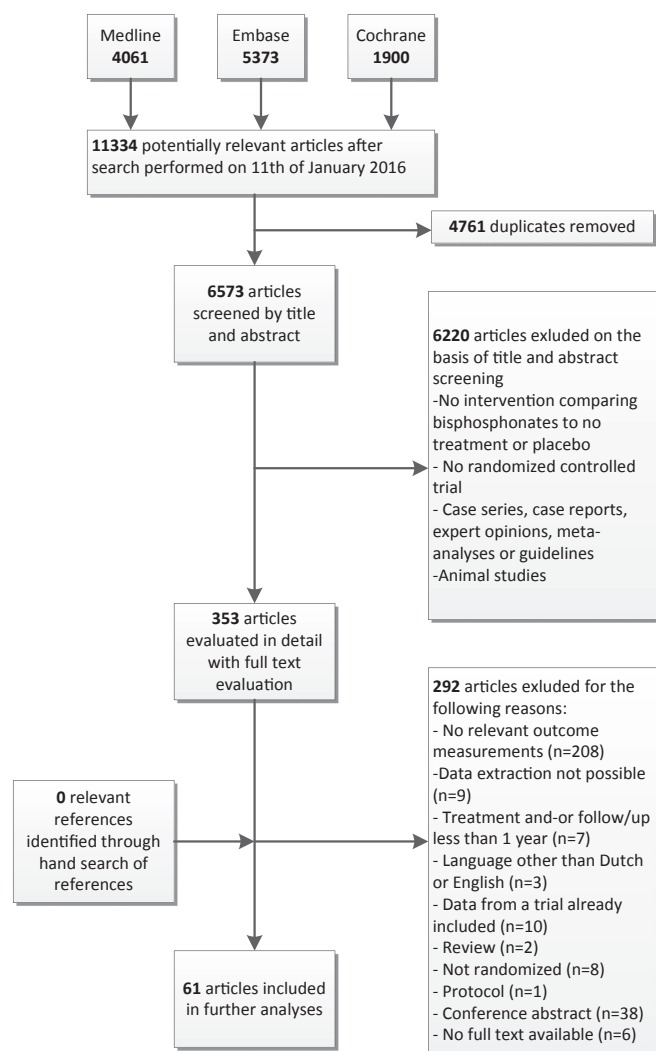 Medline
4061
Embase
5373
Cochrane
1900
11334 potentially relevant articles after
search performed on 11th of January 2016
4761 duplicates removed
6573 articles
screened by title
and abstract
6220 articles exluded on the
basis of title and abstract
screening
-No intervention comparing
bisphosphonates to no
treatment or placebo
- No randomized controlled
trial
- Case series, case reports,
expert opinions, meta-
analyses or guidelines
-Animal studies
353 articles
evaluated in detail
with full text
evaluation
292 articles exluded for the
following reasons:
- No relevant outcome
measurements (n=208)
-Data extraction not possible
(n=9)
- Treatment and-or follow/up
less than 1 year (n=7)
- Language other than Dutch
or English (n=3)
- Data from a trial already
included (n=10)
- Review (n=2)
- Not randomized (n=8)
- Protocol (n=1)
- Conference abstract (n=38)
- No full text available (n=6)
0 relevant
references
identified through
hand search of
references
61 articles included
in further analyses